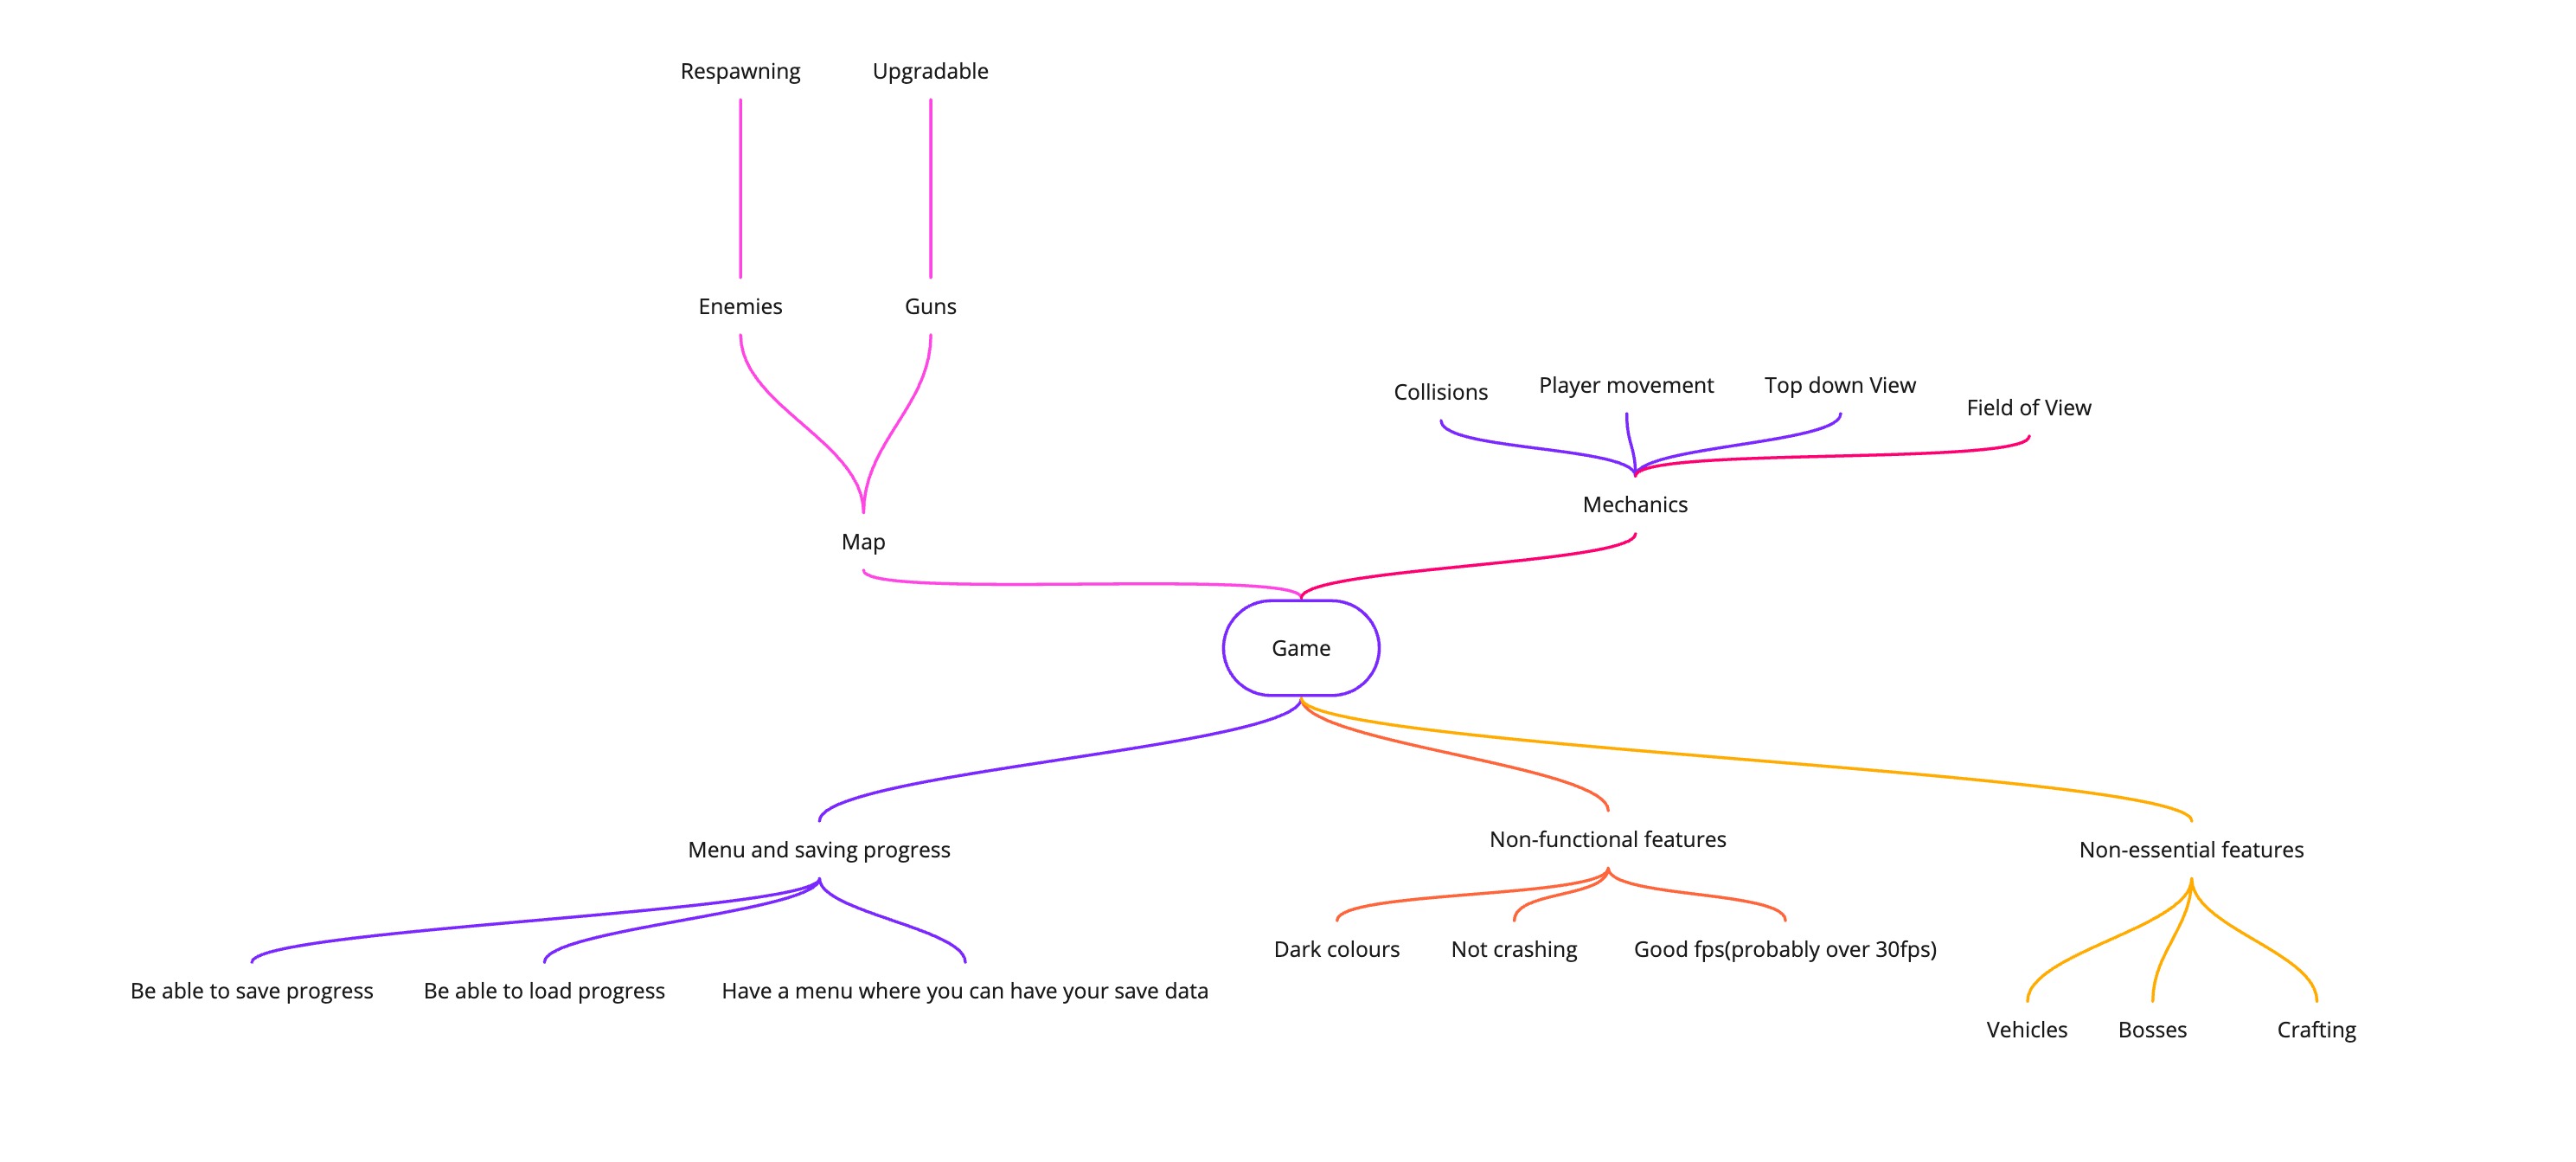 Respawning
Upgradable
Enemies
Guns
Collisions
Player movement
Top down View
Field of View
Mechanics
Map
Game
Menu and saving progress
Non-functional features
Non-essential features
Be able to save progress
Be able to load progress
Have a menu where you can have your save data
Dark colours
Not crashing
Good fps(probably over 30fps)
Vehicles
Bosses
Crafting